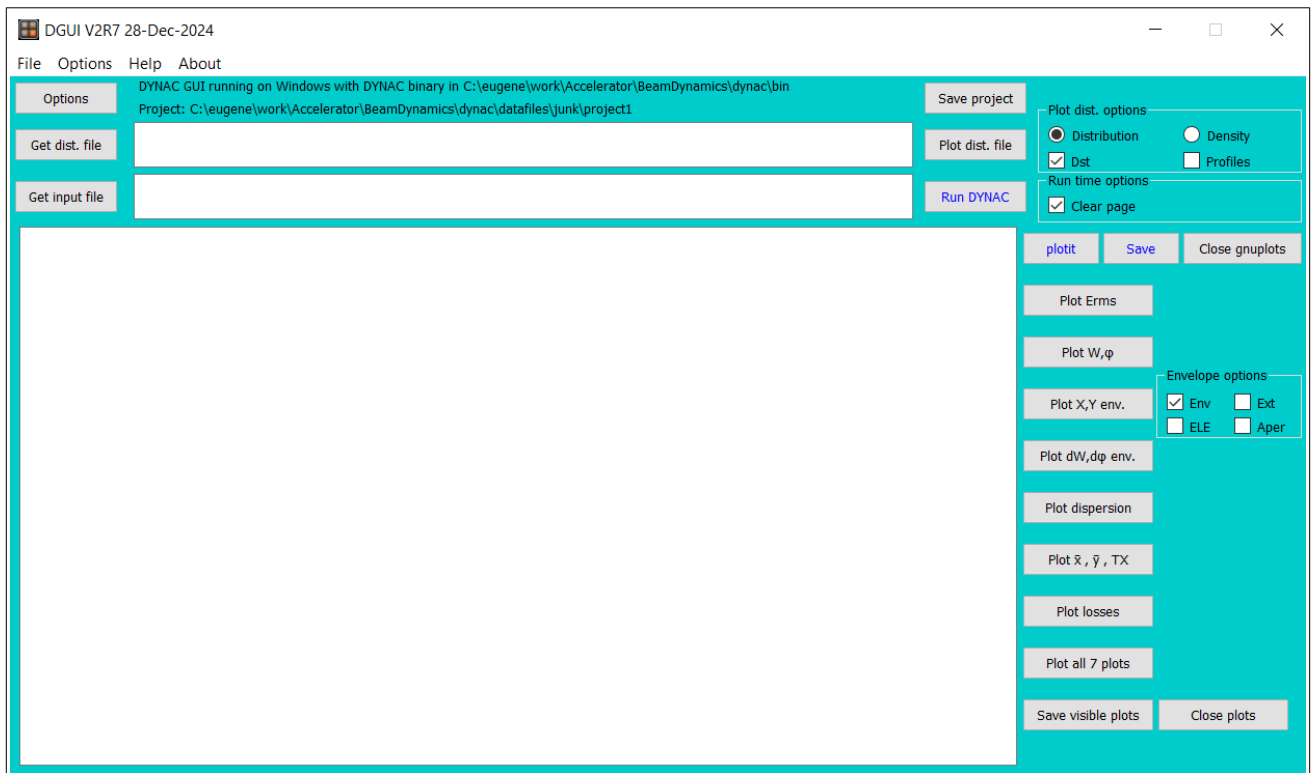 DGUI V2R7 28-Dec-2024
File Options Help About
Options
DYNAC GUI running on Windows with DYNAC binary in C:\eugene\work\Accelerator\BeamDynamics\dynac\bin
Project: C:\eugene\work\Accelerator\BeamDynamics\dynac\datafiles\junk\project1
Save project
Get dist. file
Plot dist. file
Get input file
Run DYNAC
Plot dist. options
Distribution Density
Dst Profiles
Run time options
Clear page
plotit Save Close gnuplots
Plot Erms
Plot W,φ
Plot X,Y env.
Envelope options
Env Ext
ELE Aper
Plot dW,dφ env.
Plot dispersion
Plot x̄ , ȳ , TX
Plot losses
Plot all 7 plots
Save visible plots Close plots